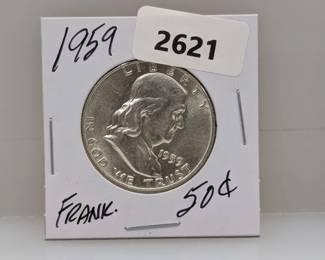 1959
2621
LIBERTY
IN GOD WE TRUST
1959
FRANK.
50¢